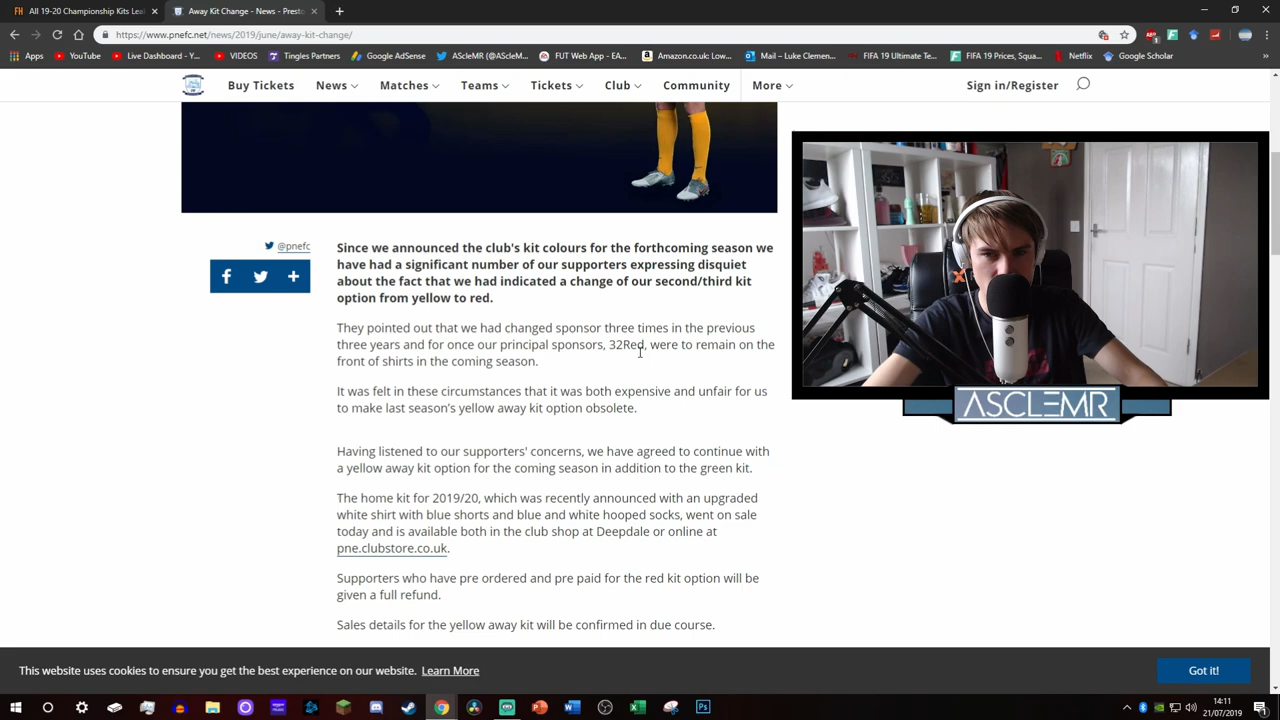 All 19-20 Championship Kits Lea
Away Kit Change - News - Presto
https://www.pnefc.net/news/2019/june/away-kit-change/
Apps
YouTube
Live Dashboard - Y...
VIDEOS
Tingles Partners
Google AdSense
AScleMR (@AScleM...
FUT Web App - EA...
Amazon.co.uk: Low...
Mail – Luke Clemen...
FIFA 19 Ultimate Te...
FIFA 19 Prices, Squa...
Netflix
Google Scholar
Buy Tickets
News
Matches
Teams
Tickets
Club
Community
More
Sign in/Register
@pnefc
Since we announced the club's kit colours for the forthcoming season we
have had a significant number of our supporters expressing disquiet
about the fact that we had indicated a change of our second/third kit
option from yellow to red.
They pointed out that we had changed sponsor three times in the previous
three years and for once our principal sponsors, 32Red, were to remain on the
front of shirts in the coming season.
It was felt in these circumstances that it was both expensive and unfair for us
to make last season's yellow away kit option obsolete.
Having listened to our supporters' concerns, we have agreed to continue with
a yellow away kit option for the coming season in addition to the green kit.
The home kit for 2019/20, which was recently announced with an upgraded
white shirt with blue shorts and blue and white hooped socks, went on sale
today and is available both in the club shop at Deepdale or online at
pne.clubstore.co.uk.
Supporters who have pre ordered and pre paid for the red kit option will be
given a full refund.
Sales details for the yellow away kit will be confirmed in due course.
ASCLEMR
This website uses cookies to ensure you get the best experience on our website. Learn More
Got it!
14:11
21/07/2019